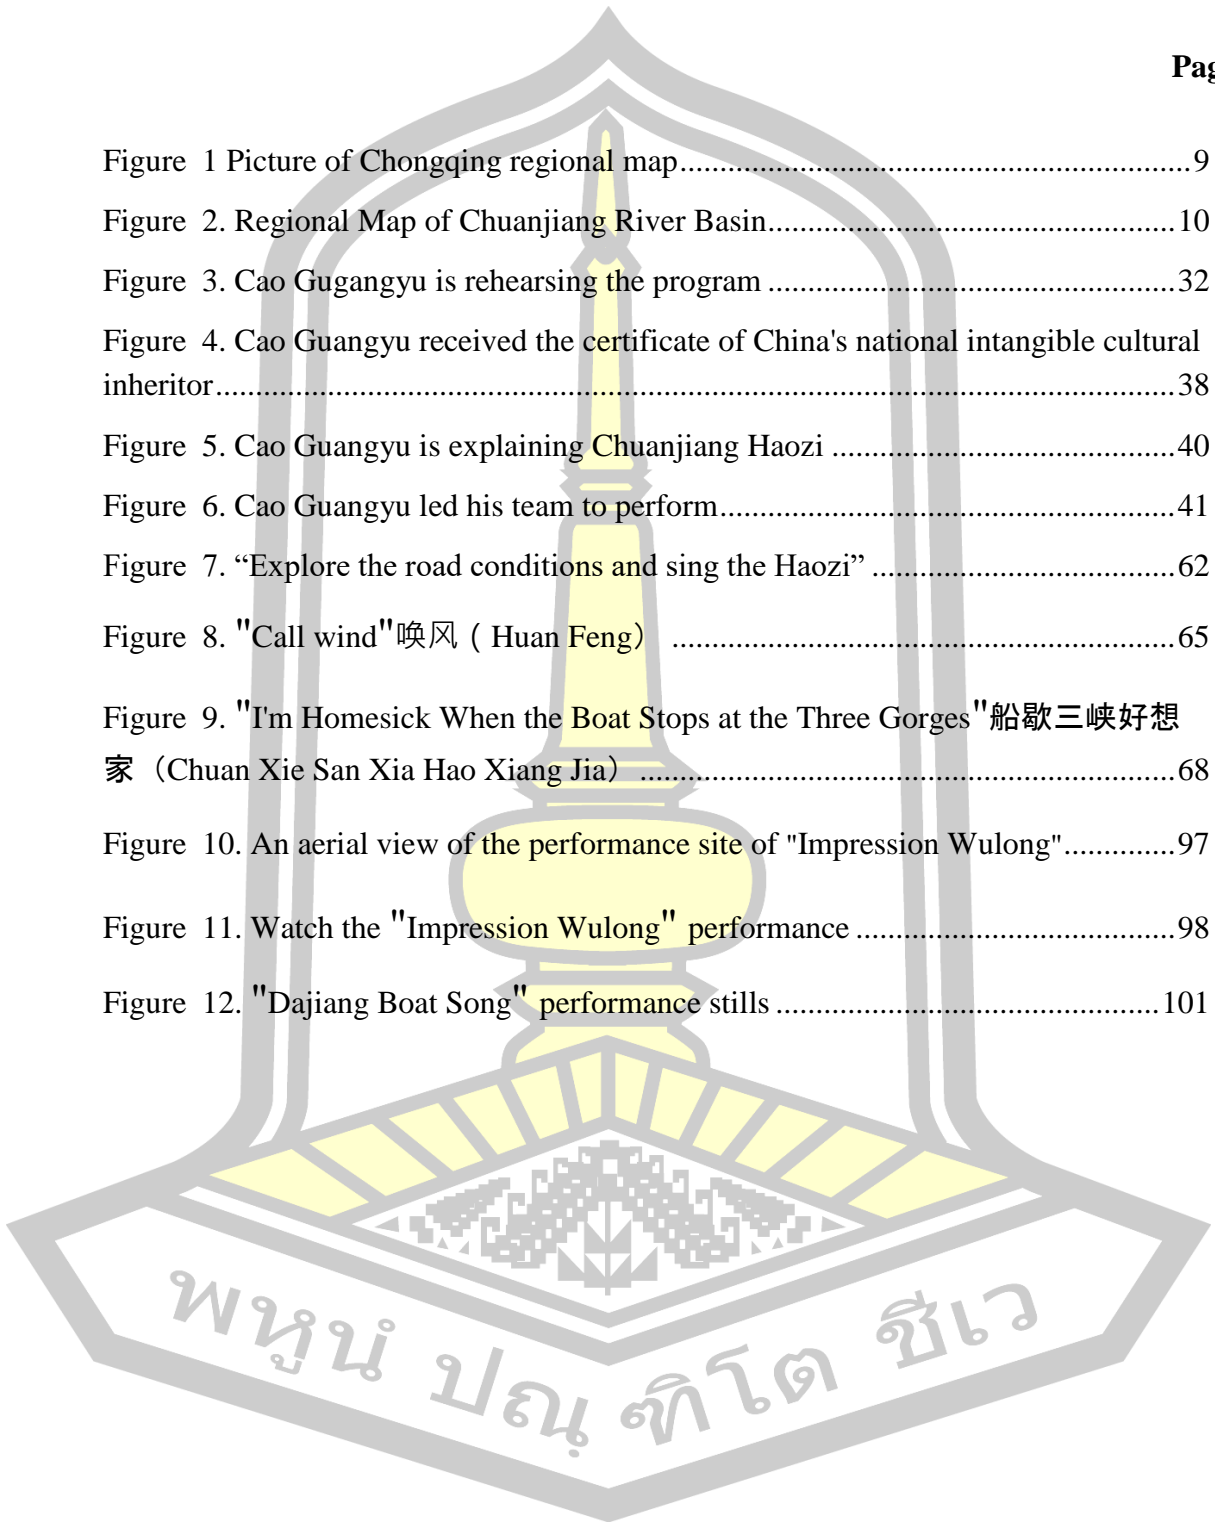 Pag
Figure 1 Picture of Chongqing regional map.......................................................9
Figure 2. Regional Map of Chuanjiang River Basin............................................10
Figure 3. Cao Gugangyu is rehearsing the program............................................32
Figure 4. Cao Guangyu received the certificate of China's national intangible cultural
inheritor............................................................................................................38
Figure 5. Cao Guangyu is explaining Chuanjiang Haozi.....................................40
Figure 6. Cao Guangyu led his team to perform..................................................41
Figure 7. “Explore the road conditions and sing the Haozi”................................62
Figure 8. "Call wind"唤风（Huan Feng） ..........................................................65
Figure 9. "I'm Homesick When the Boat Stops at the Three Gorges"船歇三峡好想
家（Chuan Xie San Xia Hao Xiang Jia）.............................................................68
Figure 10. An aerial view of the performance site of "Impression Wulong"..............97
Figure 11. Watch the "Impression Wulong" performance....................................98
Figure 12. "Dajiang Boat Song" performance stills............................................101
พหูนํ ปณฺฑิโต ชีเว